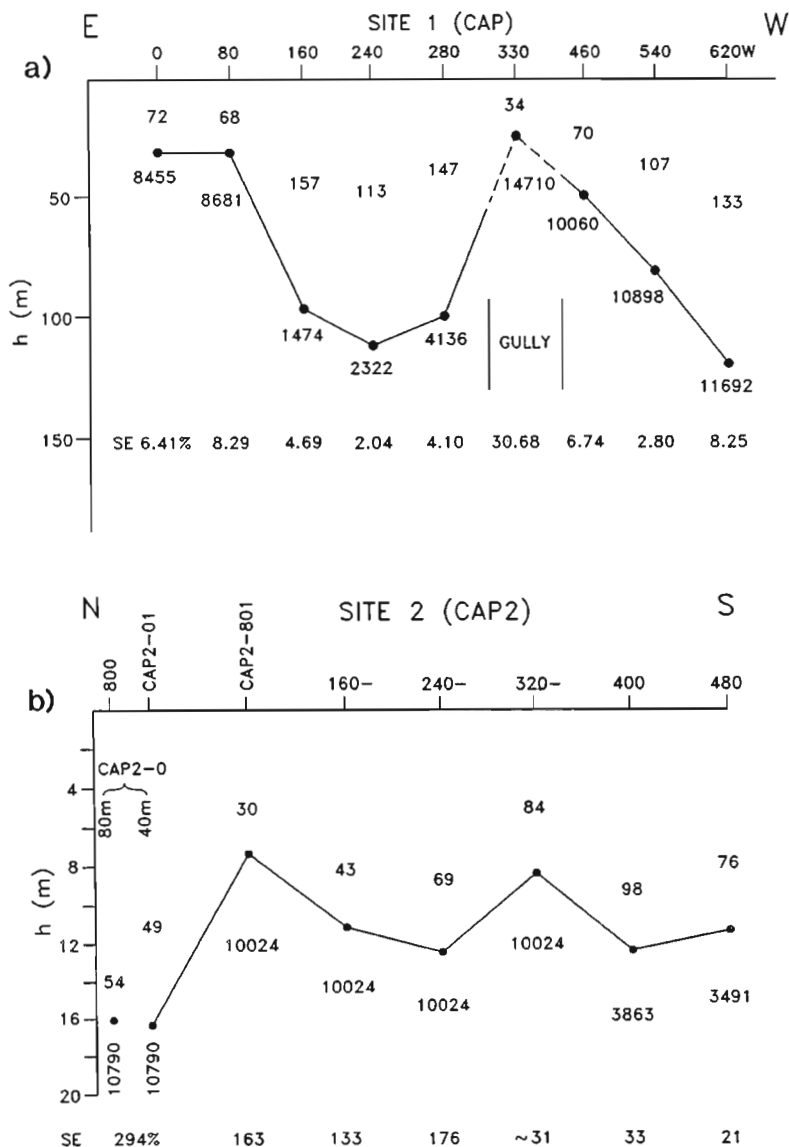 E SITE 1 (CAP) W
0 80 160 240 280 330 460 540 620W
a)
72 68 157 113 147 34 70 107 133
8455 8681 1474 2322 4136 14710 10060 10898 11692
50
100
150
h (m)
GULLY
SE 6.41% 8.29 4.69 2.04 4.10 30.68 6.74 2.80 8.25
N SITE 2 (CAP2) S
800 CAP2-01 CAP2-801 160- 240- 320- 400 480
b)
CAP2-0
80m 40m
4
8
12
16
20
h (m)
54 49 30 43 69 84 98 76
10790 10790 10024 10024 10024 10024 3863 3491
SE 294% 163 133 176 ~31 33 21